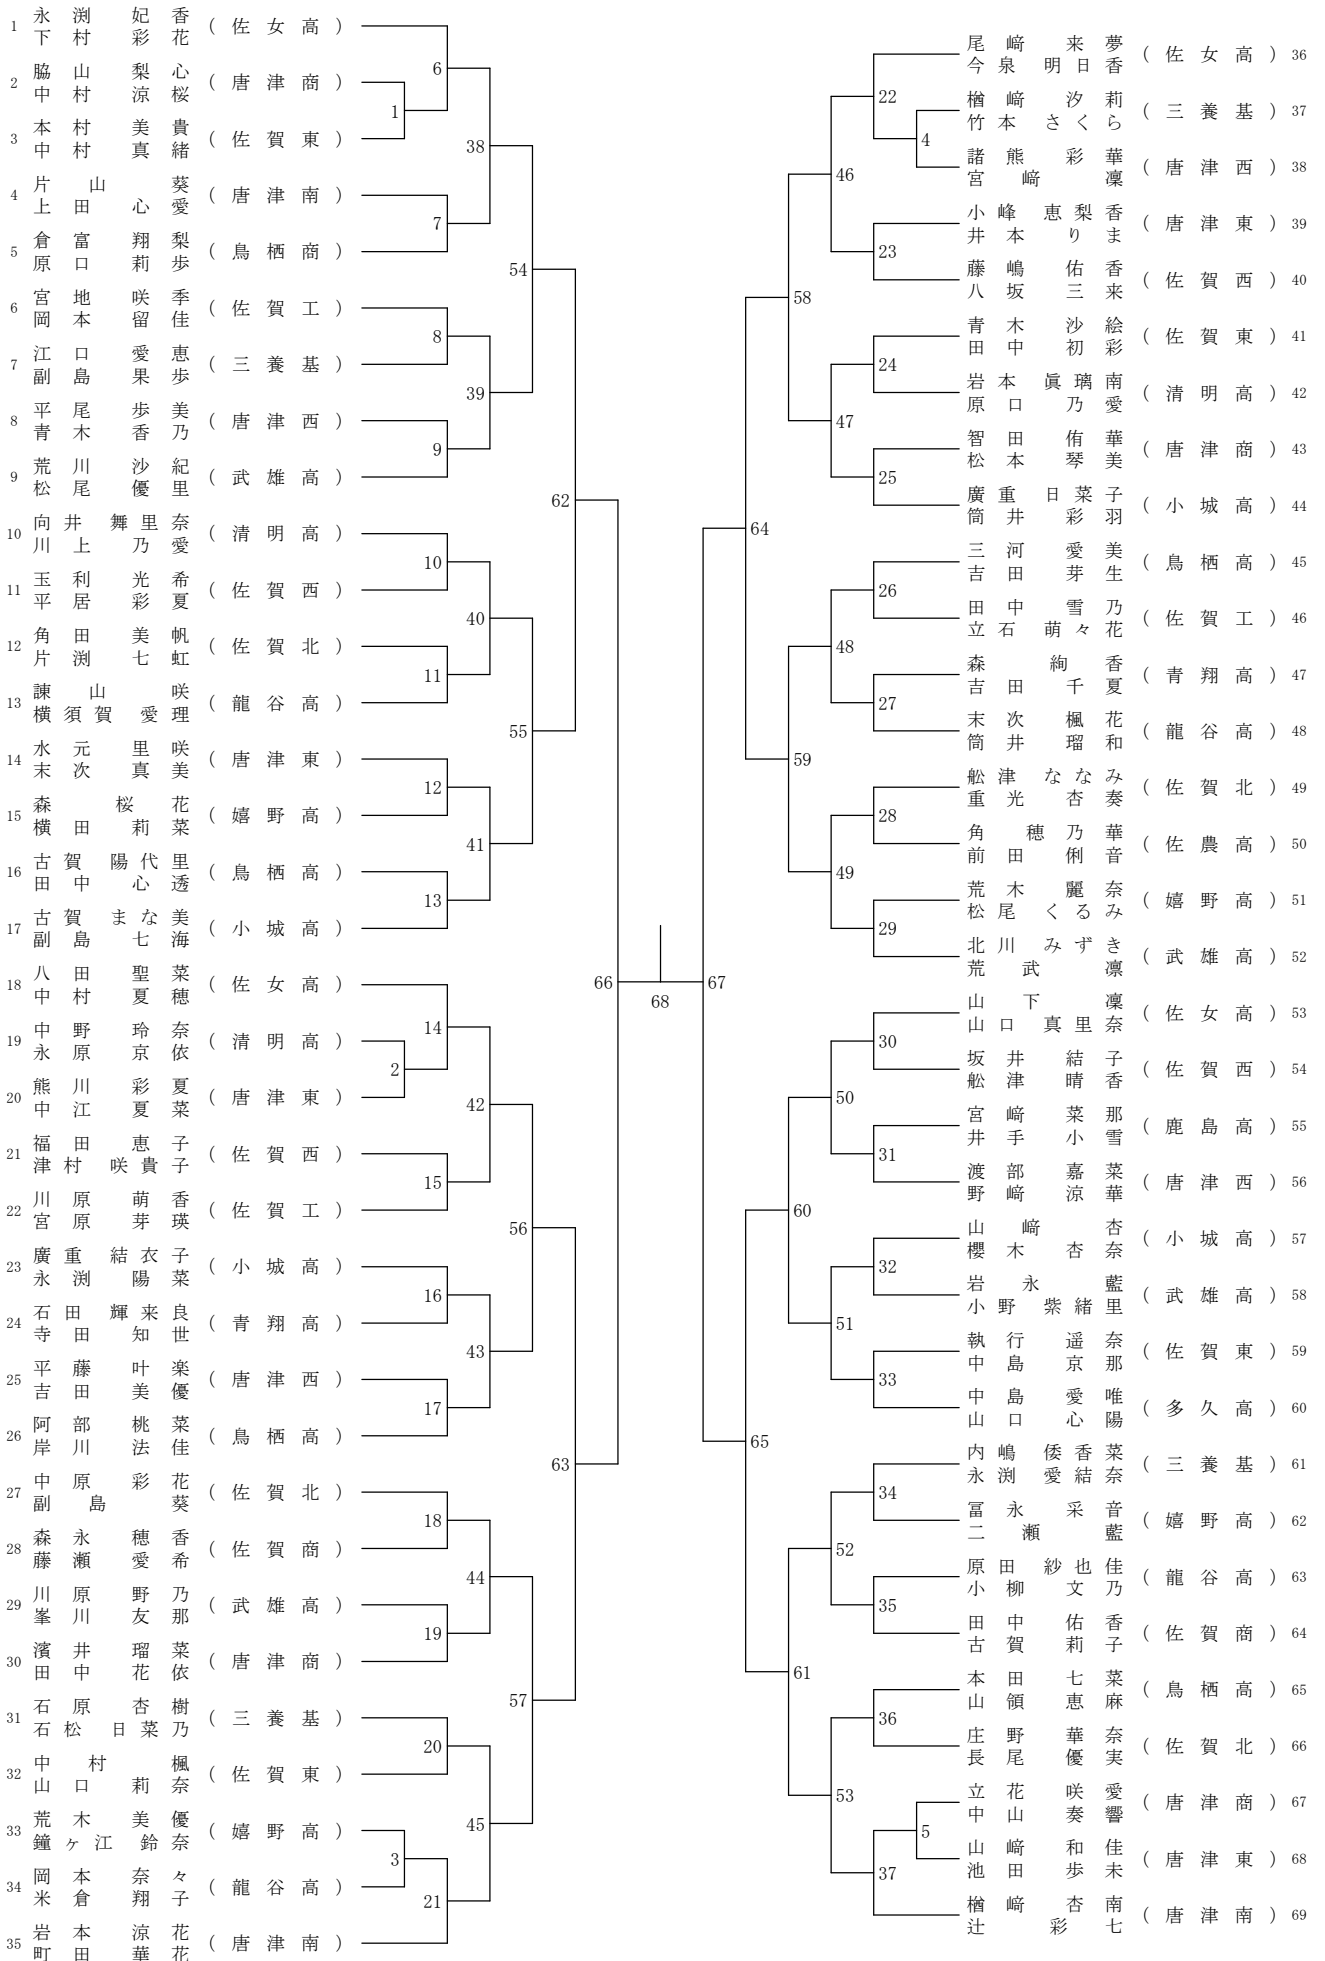 1 永渕 妃香 下村 彩花 (佐女高)
2 脇山 梨心 中村 涼桜 (唐津商)
3 本村 美貴 中村 真緒 (佐賀東)
4 片山 葵 上田 心愛 (唐津南)
5 倉富 翔梨 原口 莉歩 (鳥栖商)
6 宮地 咲季 岡本 留佳 (佐賀工)
7 江口 愛恵 副島 果歩 (三養基)
8 平尾 歩美 青木 香乃 (唐津西)
9 荒川 沙紀 松尾 優里 (武雄高)
10 向井 舞里奈 川上 乃愛 (清明高)
11 玉利 光希 平居 彩夏 (佐賀西)
12 角田 美帆 片渕 七虹 (佐賀北)
13 諌山 咲 横須賀 愛理 (龍谷高)
14 水元 里咲 末次 真美 (唐津東)
15 森 桜花 横田 莉菜 (嬉野高)
16 古賀 陽代里 田中 心透 (鳥栖高)
17 古賀 まな美 副島 七海 (小城高)
18 八田 聖菜 中村 夏穂 (佐女高)
19 中野 玲奈 永原 京依 (清明高)
20 熊川 彩夏 中江 夏菜 (唐津東)
21 福田 恵子 津村 咲貴子 (佐賀西)
22 川原 萌香 宮原 芽瑛 (佐賀工)
23 廣重 結衣子 永渕 陽菜 (小城高)
24 石田 輝来良 寺田 知世 (青翔高)
25 平藤 叶楽 吉田 美優 (唐津西)
26 阿部 桃菜 岸川 法佳 (鳥栖高)
27 中原 彩花 副島 葵 (佐賀北)
28 森永 穂香 藤瀬 愛希 (佐賀商)
29 川原 野乃 峯川 友那 (武雄高)
30 濱井 瑠菜 田中 花依 (唐津商)
31 石原 杏樹 石松 日菜乃 (三養基)
32 中村 楓 山口 莉奈 (佐賀東)
33 荒木 美優 鐘ヶ江 鈴奈 (嬉野高)
34 岡本 奈々 米倉 翔子 (龍谷高)
35 岩本 涼花 町田 華花 (唐津南)
1
2
3
6
7
8
9
10
11
12
13
14
15
16
17
18
19
20
21
38
39
40
41
42
43
44
45
54
55
56
57
62
63
66
68
67
64
65
58
59
60
61
46
47
48
49
50
51
52
53
22
23
24
25
26
27
28
29
30
31
32
33
34
35
36
37
4
5
尾﨑 来夢 今泉 明日香 (佐女高) 36
楢﨑 汐莉 竹本 さくら (三養基) 37
諸熊 彩華 宮﨑 凜 (唐津西) 38
小峰 恵梨香 井本 りま (唐津東) 39
藤嶋 佑香 八坂 三来 (佐賀西) 40
青木 沙絵 田中 初彩 (佐賀東) 41
岩本 眞璃南 原口 乃愛 (清明高) 42
智田 侑華 松本 琴美 (唐津商) 43
廣重 日菜子 筒井 彩羽 (小城高) 44
三河 愛美 吉田 芽生 (鳥栖高) 45
田中 雪乃 立石 萌々花 (佐賀工) 46
森 絢香 吉田 千夏 (青翔高) 47
末次 楓花 筒井 瑠和 (龍谷高) 48
舩津 ななみ 重光 杏奏 (佐賀北) 49
角 穂乃華 前田 俐音 (佐農高) 50
荒木 麗奈 松尾 くるみ (嬉野高) 51
北川 みずき 荒武 凛 (武雄高) 52
山下 凜 山口 真里奈 (佐女高) 53
坂井 結子 舩津 晴香 (佐賀西) 54
宮﨑 菜那 井手 小雪 (鹿島高) 55
渡部 嘉菜 野﨑 涼華 (唐津西) 56
山﨑 杏 櫻木 杏奈 (小城高) 57
岩永 藍 小野 紫緒里 (武雄高) 58
執行 遥奈 中島 京那 (佐賀東) 59
中島 愛唯 山口 心陽 (多久高) 60
内嶋 倭香菜 永渕 愛結奈 (三養基) 61
冨永 采音 二瀬 藍 (嬉野高) 62
原田 紗也佳 小柳 文乃 (龍谷高) 63
田中 佑香 古賀 莉子 (佐賀商) 64
本田 七菜 山領 恵麻 (鳥栖高) 65
庄野 華奈 長尾 優実 (佐賀北) 66
立花 咲愛 中山 奏響 (唐津商) 67
山﨑 和佳 池田 歩未 (唐津東) 68
楢﨑 杏南 辻 彩七 (唐津南) 69